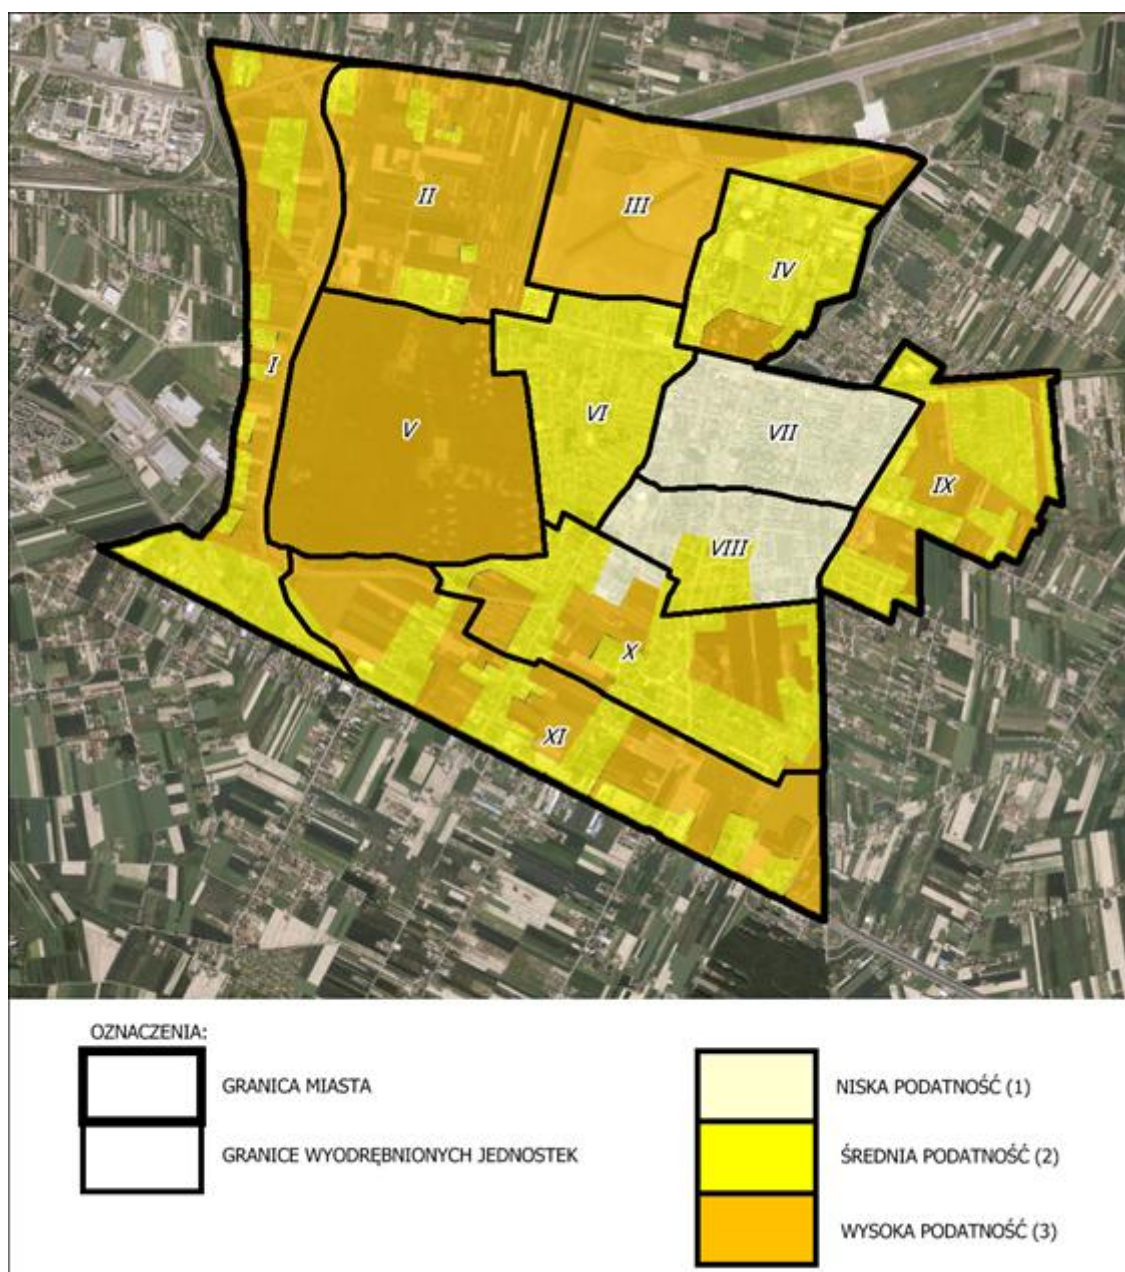 II
III
IV
I
V
VI
VII
IX
VIII
X
XI
OZNACZENIA:
GRANICA MIASTA
NISKA PODATNOŚĆ (1)
GRANICE WYODRĘBNIONYCH JEDNOSTEK
ŚREDNIA PODATNOŚĆ (2)
WYSOKA PODATNOŚĆ (3)